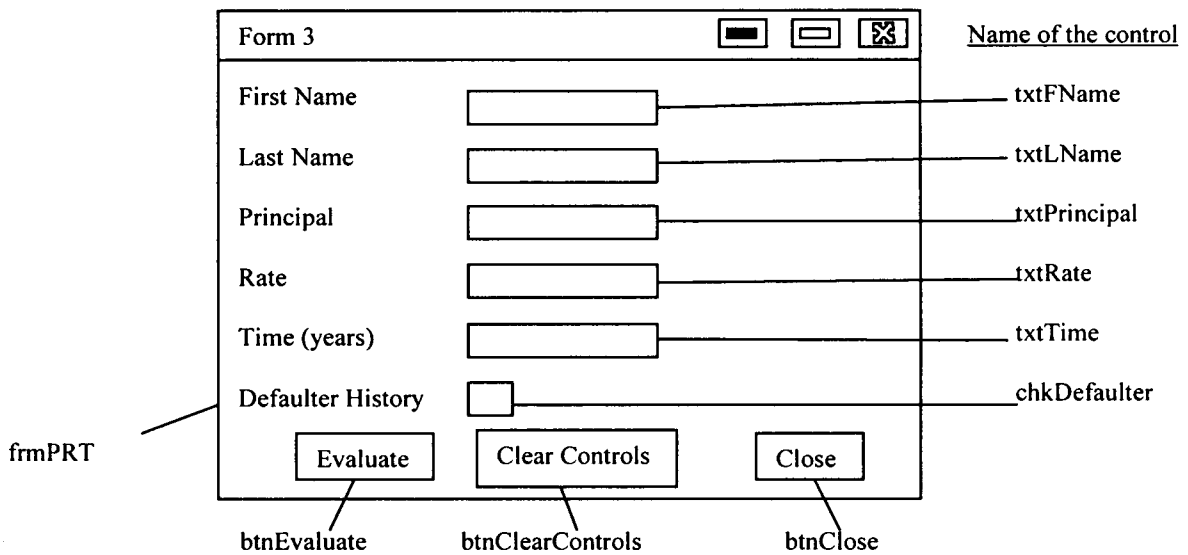 Form 3
Name of the control
First Name
txtFName
Last Name
txtLName
Principal
txtPrincipal
Rate
txtRate
Time (years)
txtTime
Defaulter History
chkDefaulter
frmPRT
Evaluate
Clear Controls
Close
btnEvaluate
btnClearControls
btnClose